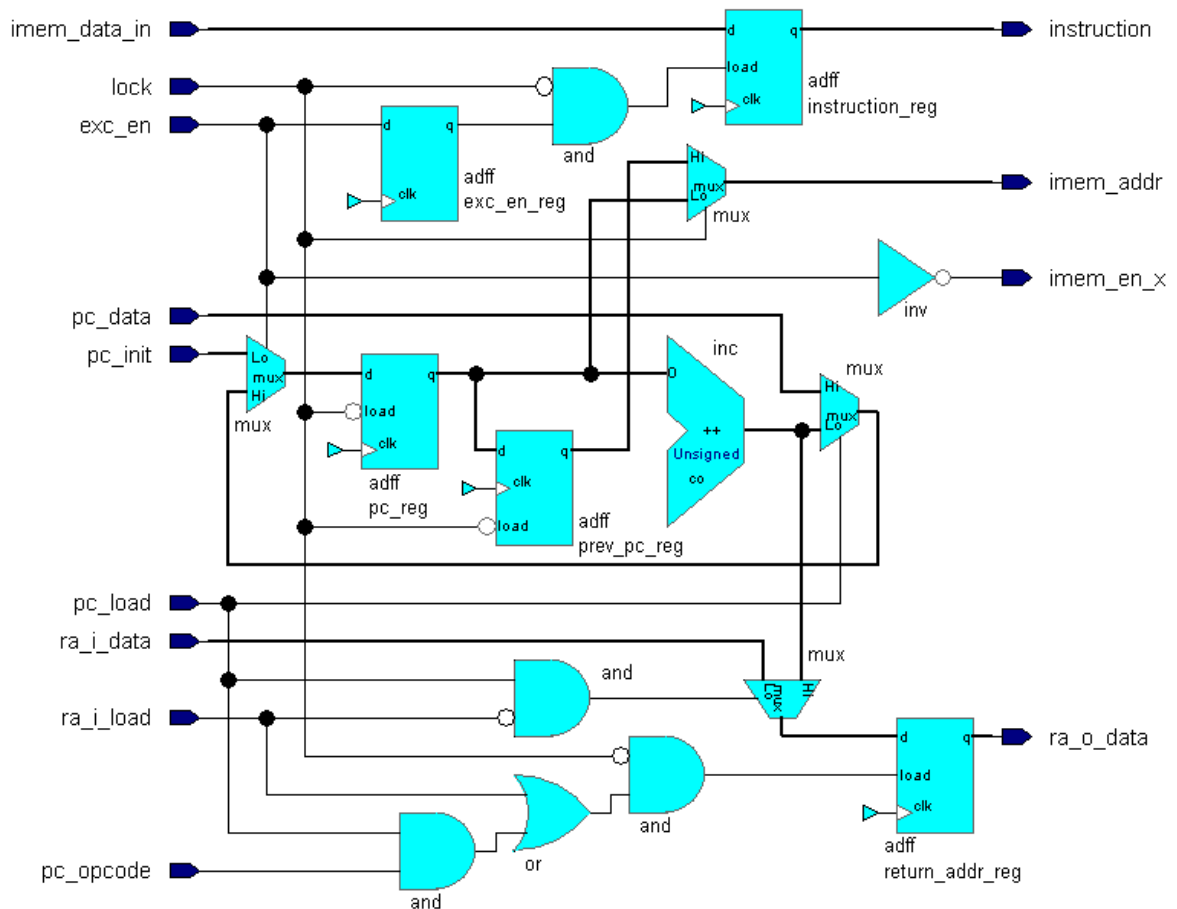 imem_data_in
d
q
instruction
load
adff
clk
instruction_reg
lock
exc_en
d
q
and
adff
clk
exc_en_reg
Hi
mux
Lo
mux
imem_addr
imem_en_x
inv
pc_data
pc_init
Lo
mux
Hi
mux
d
q
load
clk
adff
pc_reg
d
q
clk
load
adff
prev_pc_reg
inc
0
++
Unsigned
co
mux
Hi
mux
Lo
pc_load
ra_i_data
mux
and
Lo
mux
Hi
ra_i_load
d
q
load
clk
ra_o_data
and
or
adff
return_addr_reg
pc_opcode
and